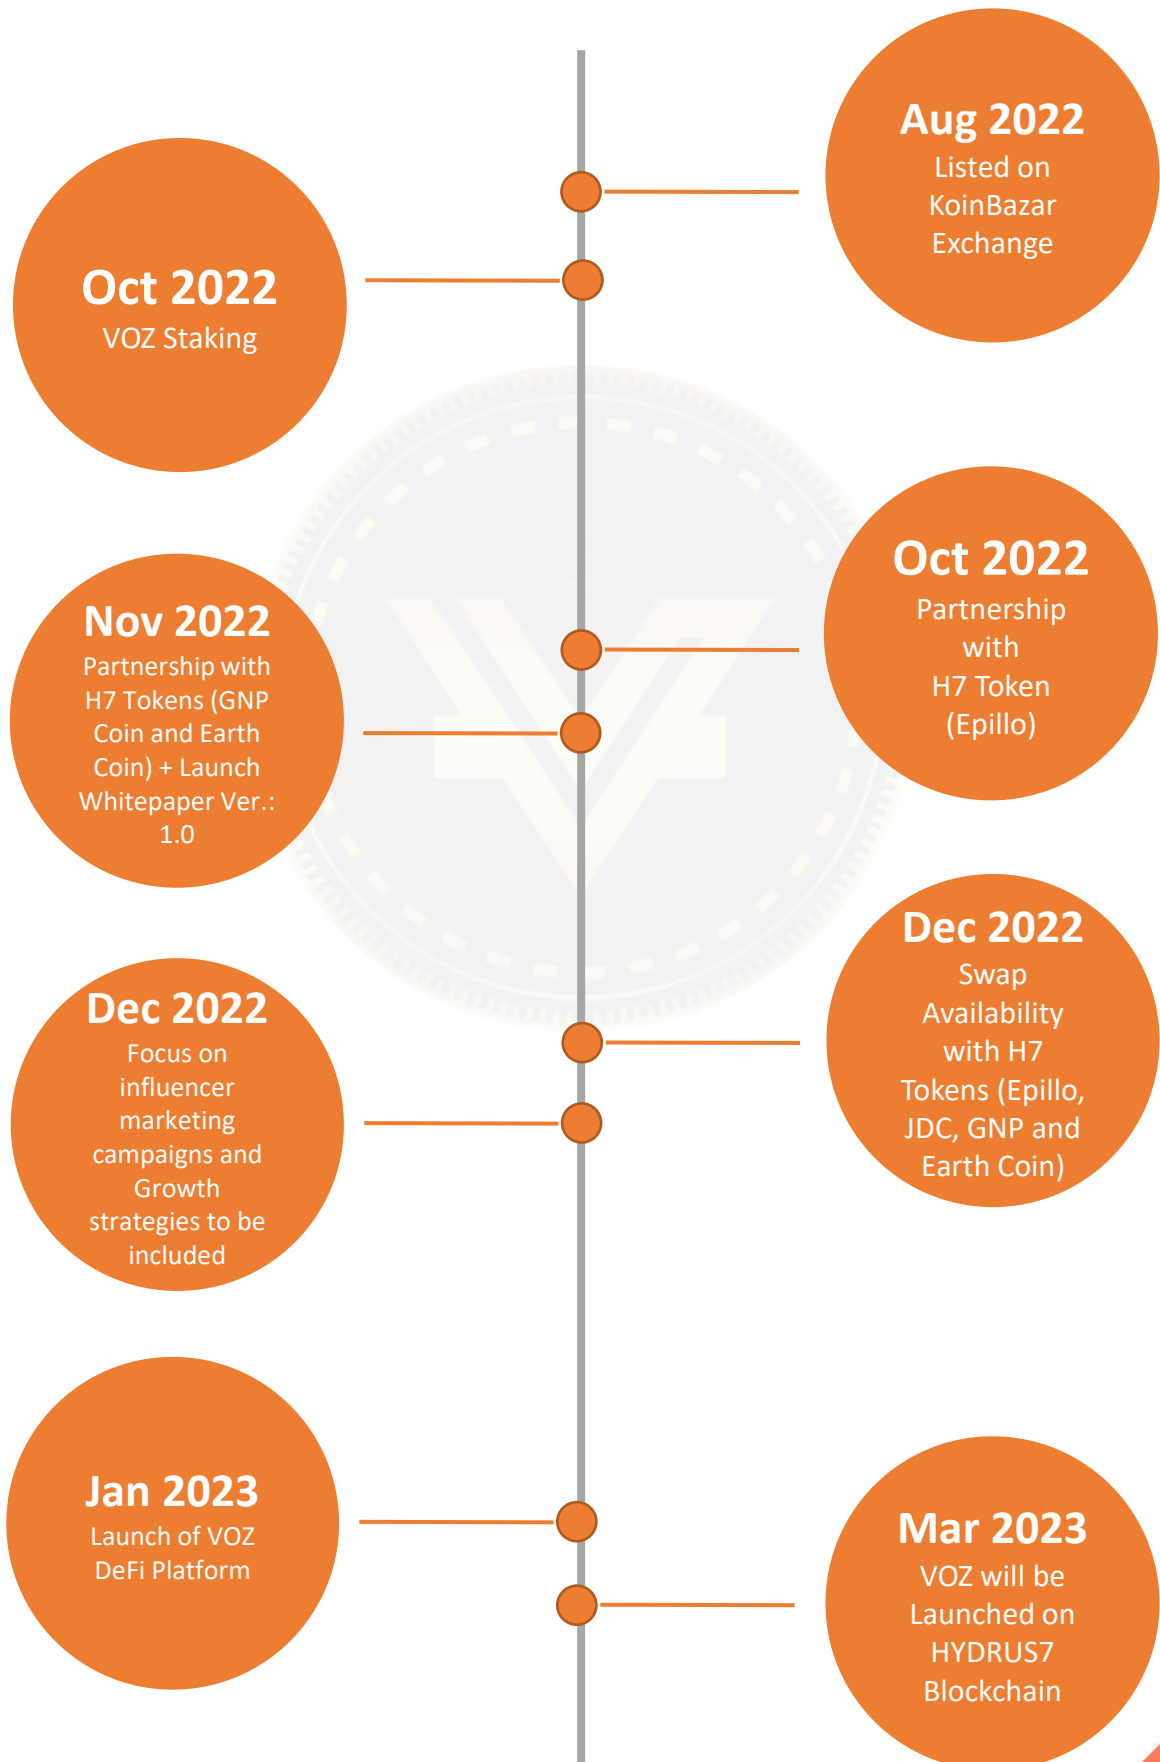 Aug 2022
Listed on
KoinBazar
Exchange
Oct 2022
VOZ Staking
Oct 2022
Partnership
with
H7 Token
(Epillo)
Nov 2022
Partnership with
H7 Tokens (GNP
Coin and Earth
Coin) + Launch
Whitepaper Ver.:
1.0
Dec 2022
Swap
Availability
with H7
Tokens (Epillo,
JDC, GNP and
Earth Coin)
Dec 2022
Focus on
influencer
marketing
campaigns and
Growth
strategies to be
included
Jan 2023
Launch of VOZ
DeFi Platform
Mar 2023
VOZ will be
Launched on
HYDRUS7
Blockchain